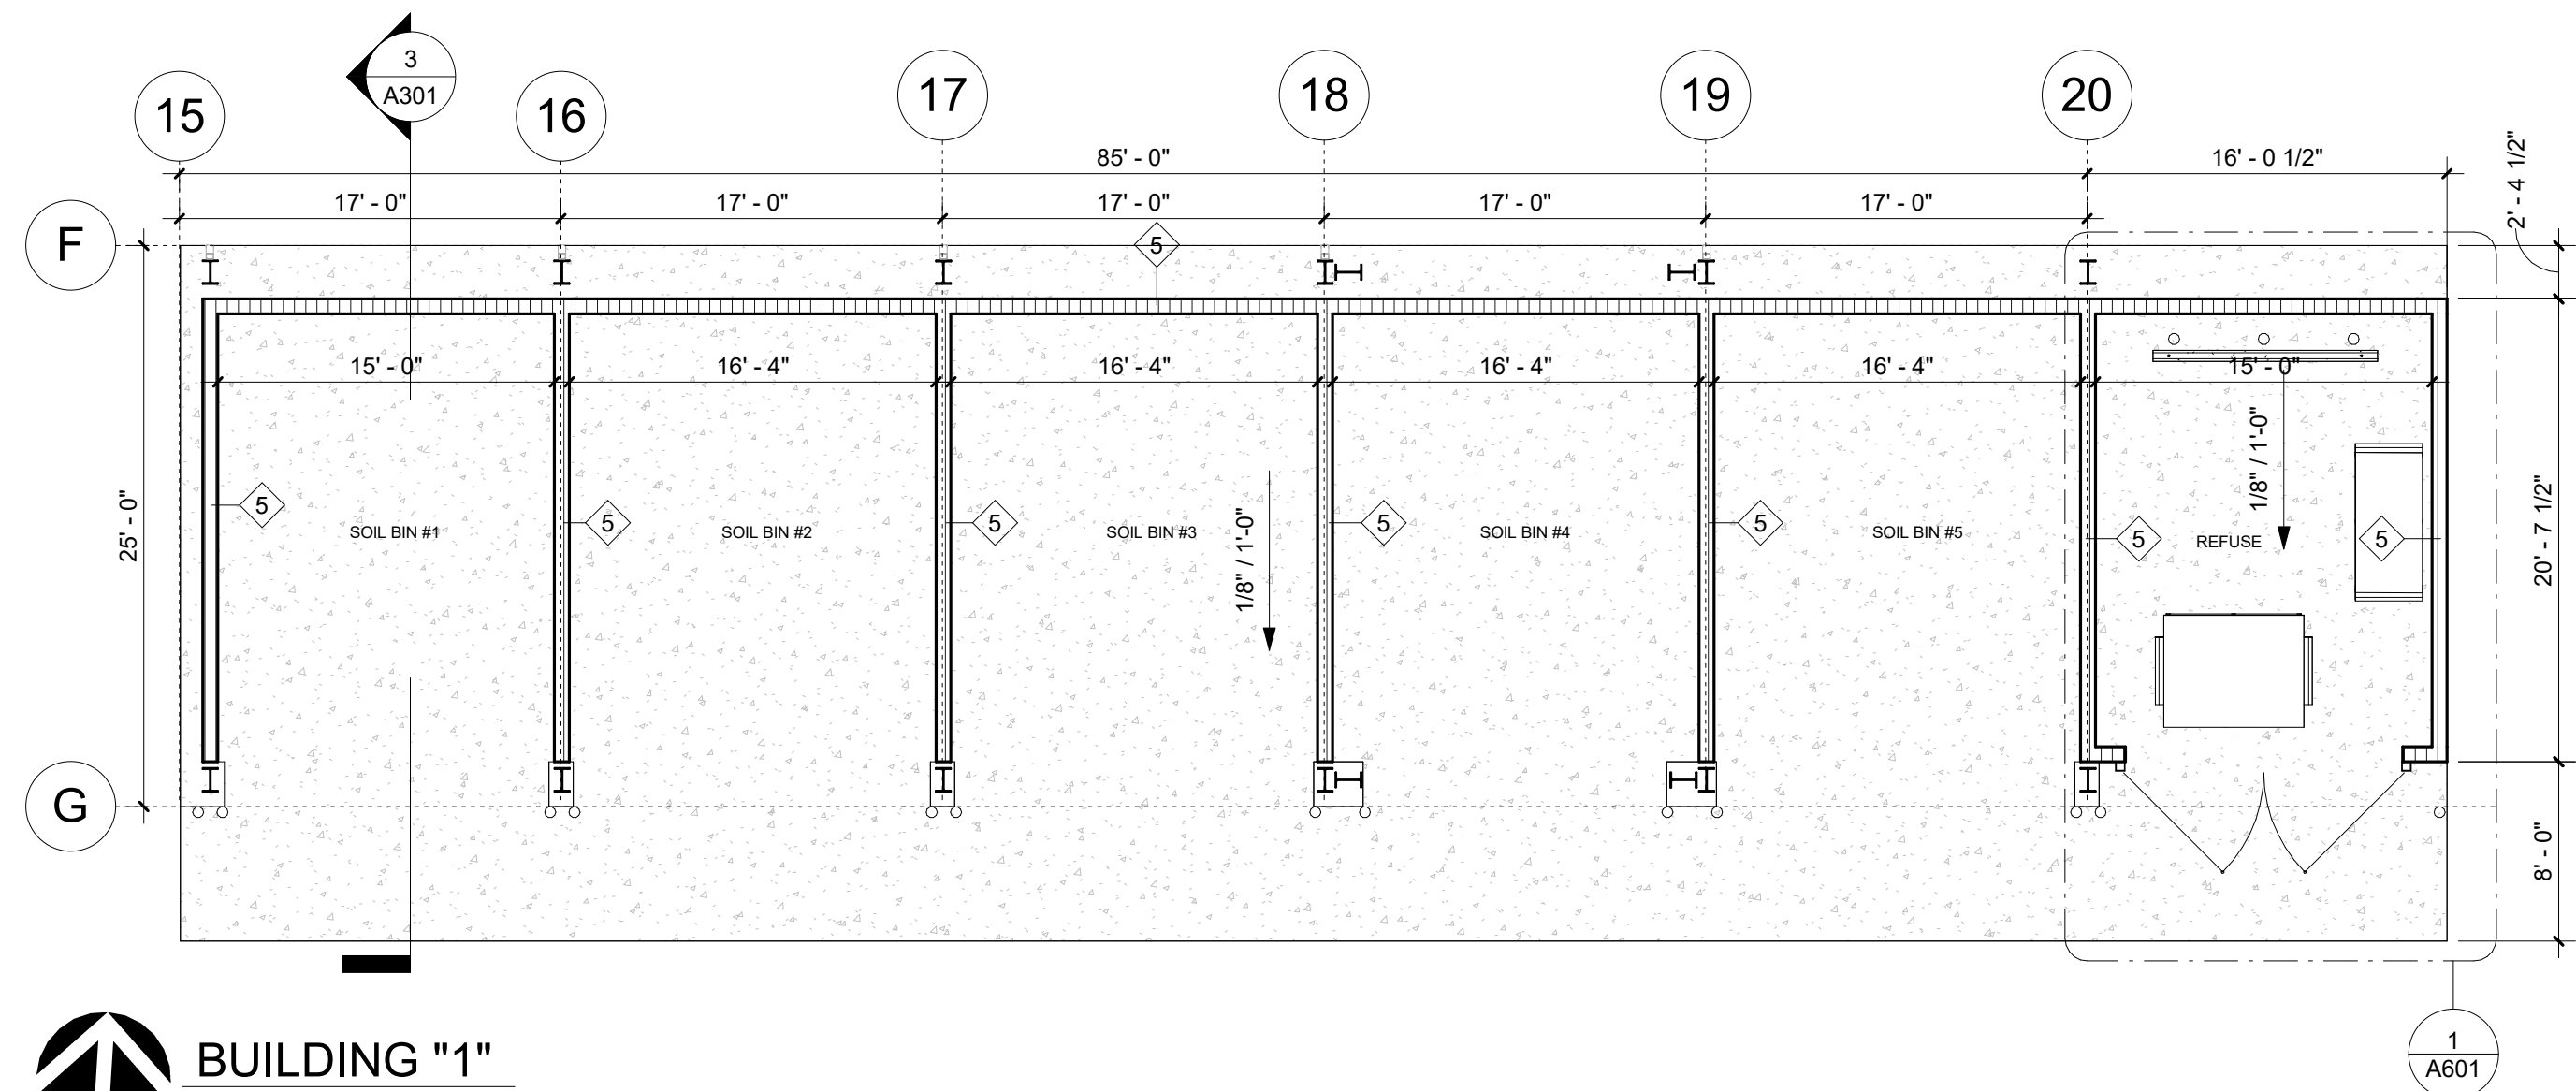 3
A301
15
16
17
18
19
20
85' - 0"
16' - 0 1/2"
2' - 4 1/2"
17' - 0"
17' - 0"
17' - 0"
17' - 0"
17' - 0"
F
5
15' - 0"
16' - 4"
16' - 4"
16' - 4"
16' - 4"
15' - 0"
25' - 0"
5
SOIL BIN #1
5
SOIL BIN #2
5
SOIL BIN #3
1/8" / 1'-0"
5
SOIL BIN #4
5
SOIL BIN #5
5
REFUSE
1/8" / 1'-0"
5
20' - 7 1/2"
G
8' - 0"
BUILDING "1"
1
A601